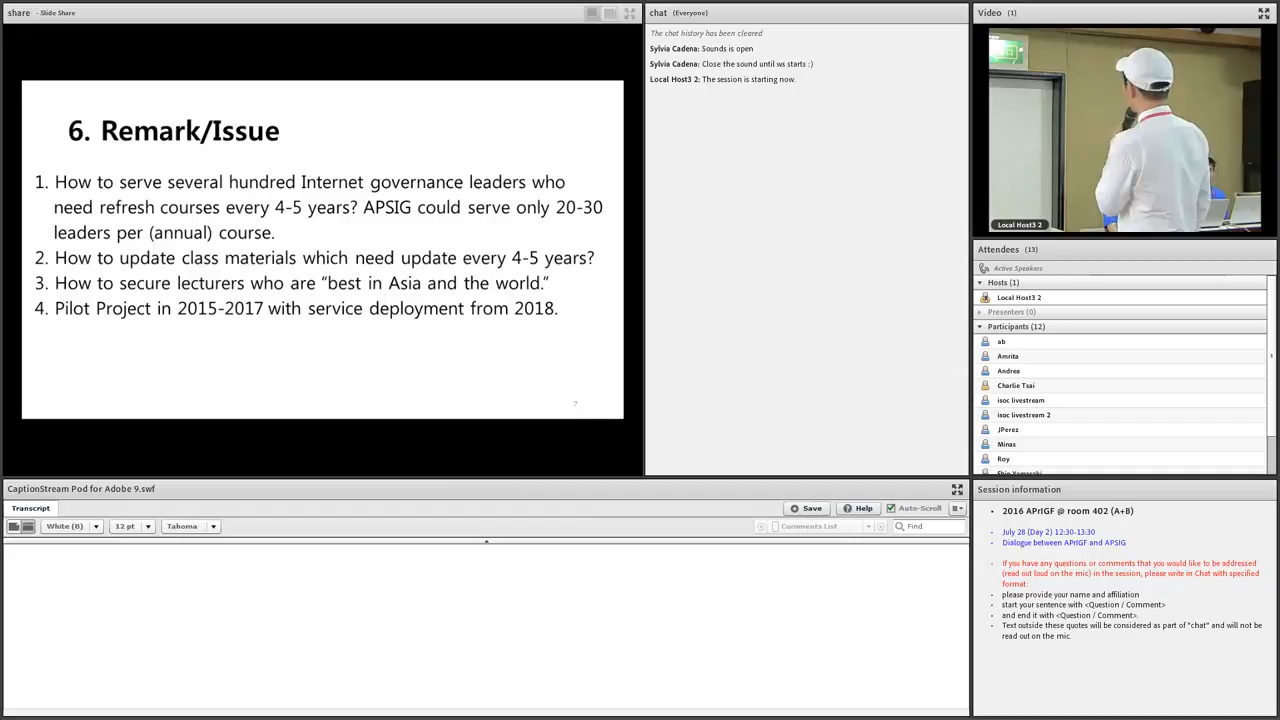 share - Slide Share
6. Remark/Issue
1. How to serve several hundred Internet governance leaders who
need refresh courses every 4-5 years? APSIG could serve only 20-30
leaders per (annual) course.
2. How to update class materials which need update every 4-5 years?
3. How to secure lecturers who are “best in Asia and the world.”
4. Pilot Project in 2015-2017 with service deployment from 2018.
7
chat (Everyone)
The chat history has been cleared
Sylvia Cadena: Sounds is open
Sylvia Cadena: Close the sound until ws starts :)
Local Host3 2: The session is starting now.
Video (1)
Local Host3 2
Attendees (13)
Active Speakers
Hosts (1)
Local Host3 2
Presenters (0)
Participants (12)
ab
Amrita
Andrea
Charlie Tsai
isoc livestream
isoc livestream 2
JPerez
Minas
Roy
CaptionStream Pod for Adobe 9.swf
Transcript
Save
Help
Auto-Scroll
White (B)
12 pt
Tahoma
Comments List
Find
Session information
• 2016 APrIGF @ room 402 (A+B)
• July 28 (Day 2) 12:30-13:30
• Dialogue between APrIGF and APSIG
• If you have any questions or comments that you would like to be addressed
(read out loud on the mic) in the session, please write in Chat with specified
format:
• please provide your name and affiliation
• start your sentence with <Question / Comment>
• and end it with <Question / Comment>.
• Text outside these quotes will be considered as part of "chat" and will not be
read out on the mic.